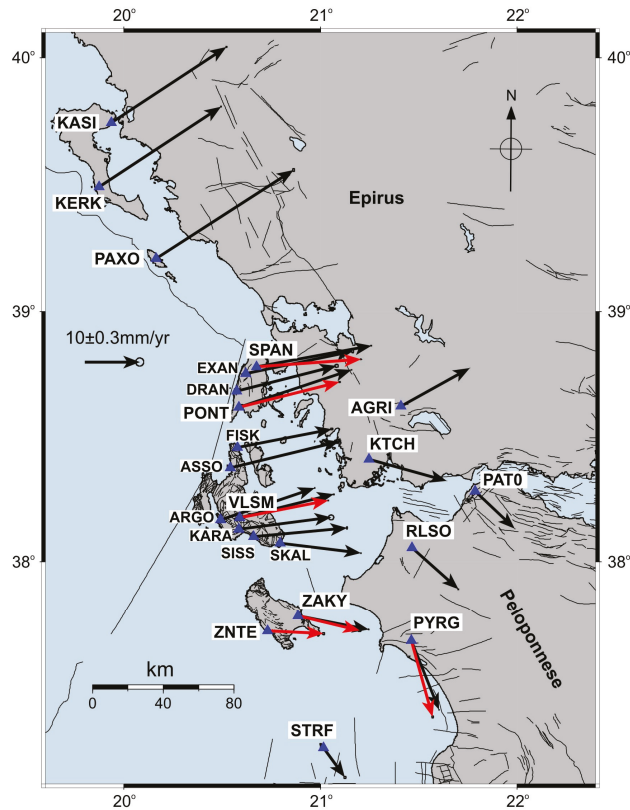 20° 21° 22°
40° 40°
KASI
N
KERK
Epirus
PAXO
39° 39°
10±0.3mm/yr
SPAN
EXAN
DRAN
PONT
AGRI
FISK
KTCH
ASSO
PAT0
VLSM
ARGO
KARA
RLSO
SISS
SKAL
38° 38°
ZAKY
ZNTE
PYRG
Peloponnese
km
0 40 80
STRF
20° 21° 22°